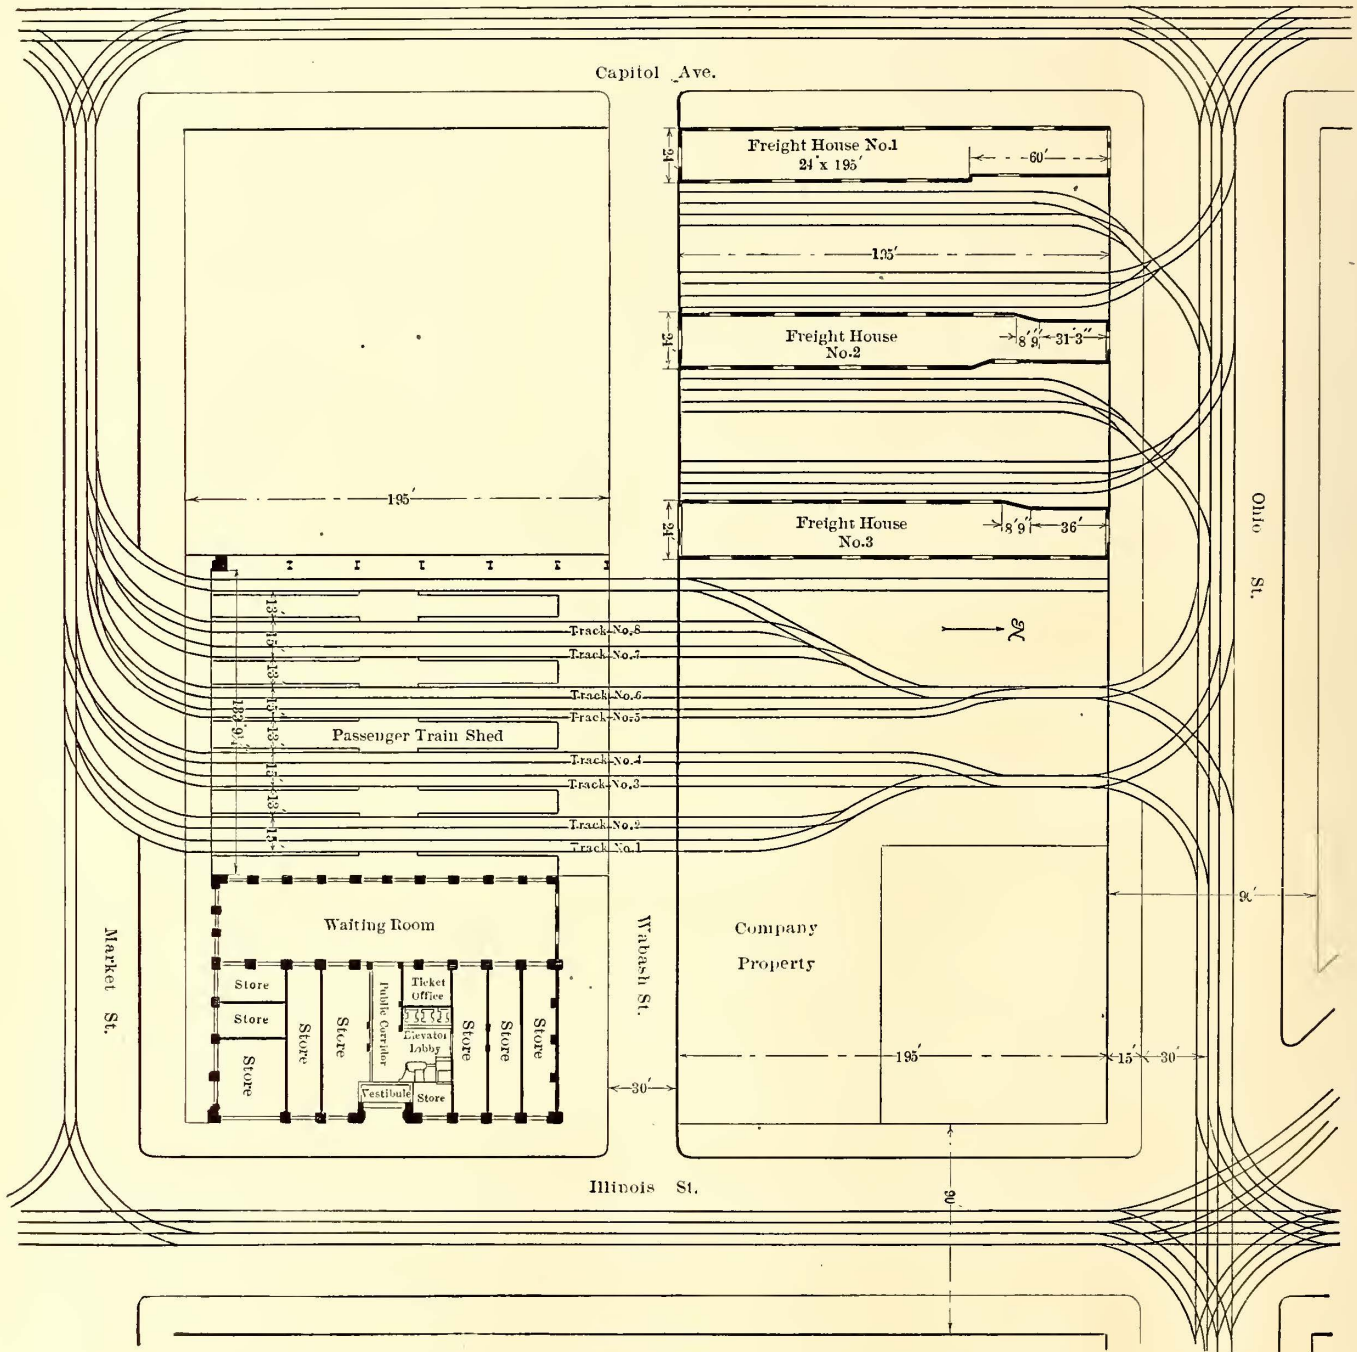 Capitol Ave.
Freight House No.1
24' x 195'
24'
60'
195'
24'
Freight House
No.2
8'9"
31'3"
195'
24'
Freight House
No.3
8'9"
36'
Ohio St.
N
13'
Track No.8
15'
Track No.7
13'
Track No.6
15'
Track No.5
133'9½"
13'
Passenger Train Shed
Track No.4
15'
Track No.3
13'
Track No.2
15'
Track No.1
Waiting Room
Market St.
Wabash St.
Company
Property
Store
Store
Store
Store
Store
Public Corridor
Ticket
Office
Elevator
Lobby
Vestibule
Store
Store
Store
Store
30'
195'
15'
30'
Illinois St.
90'